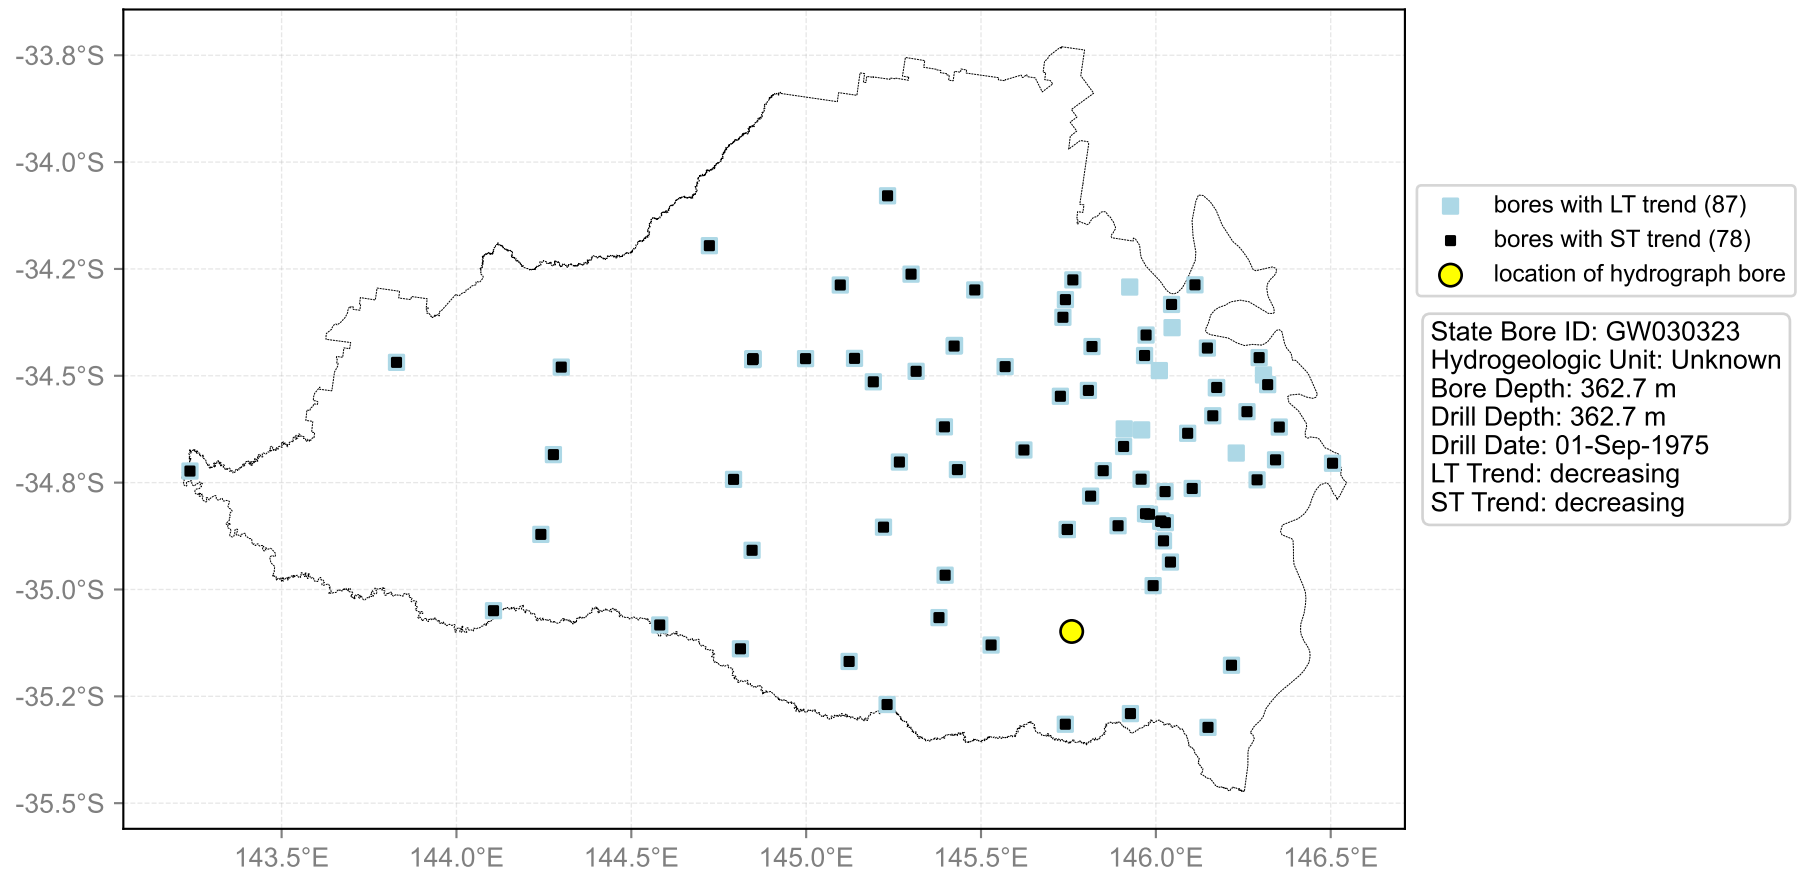 -33.8°S
-34.0°S
-34.2°S
-34.5°S
-34.8°S
-35.0°S
-35.2°S
-35.5°S
143.5°E
144.0°E
144.5°E
145.0°E
145.5°E
146.0°E
146.5°E
bores with LT trend (87)
bores with ST trend (78)
location of hydrograph bore
State Bore ID: GW030323
Hydrogeologic Unit: Unknown
Bore Depth: 362.7 m
Drill Depth: 362.7 m
Drill Date: 01-Sep-1975
LT Trend: decreasing
ST Trend: decreasing